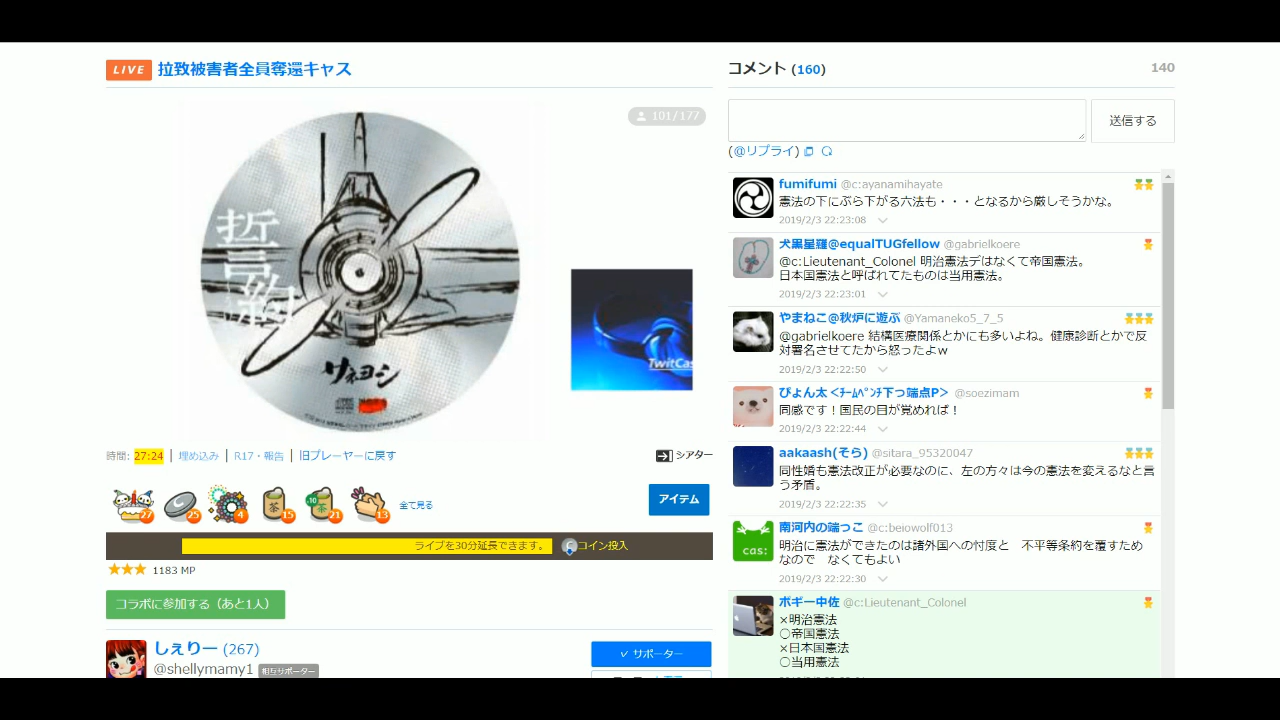 LIVE 拉致被害者全員奪還キャス
101/177
誓約
サネヨシ
TwitCas
時間: 27:24 | 埋め込み | R17・報告 | 旧プレーヤーに戻す
シアター
27 25 4 茶 15 +10 茶 21 13 全て見る
アイテム
ライブを30分延長できます。 C コイン投入
★★★ 1183 MP
コラボに参加する（あと1人）
しぇりー (267)
@shellymamy1 相互サポーター
✓ サポーター
コメント (160) 140
送信する
(@リプライ)
fumifumi @c:ayanamihayate
憲法の下にぶら下がる六法も・・・となるから厳しそうかな。
2019/2/3 22:23:08
犬黒星羅@equalTUGfellow @gabrielkoere
@c:Lieutenant_Colonel 明治憲法デはなくて帝国憲法。
日本国憲法と呼ばれてたものは当用憲法。
2019/2/3 22:23:01
やまねこ@秋炉に遊ぶ @Yamaneko5_7_5
@gabrielkoere 結構医療関係とかにも多いよね。健康診断とかで反
対署名させてたから怒ったよｗ
2019/2/3 22:22:50
ぴょん太＜ﾁｰﾑﾍﾟﾝﾁ下っ端点P＞ @soezimam
同感です！国民の目が覚めれば！
2019/2/3 22:22:44
aakaash(そら) @sitara_95320047
同性婚も憲法改正が必要なのに、左の方々は今の憲法を変えるなと言
う矛盾。
2019/2/3 22:22:35
cas:
南河内の端っこ @c:beiowolf013
明治に憲法ができたのは諸外国への忖度と　不平等条約を覆すため
なので　なくてもよい
2019/2/3 22:22:30
ボギー中佐 @c:Lieutenant_Colonel
×明治憲法
○帝国憲法
×日本国憲法
○当用憲法